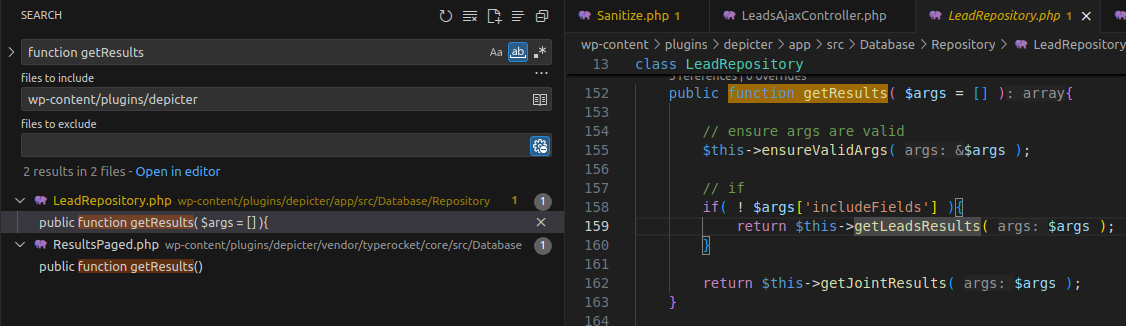 SEARCH
function getResults
Aa
ab
.*
files to include
...
wp-content/plugins/depicter
files to exclude
2 results in 2 files - Open in editor
LeadRepository.php wp-content/plugins/depicter/app/src/Database/Repository 1
public function getResults( $args = [] ){
ResultsPaged.php wp-content/plugins/depicter/vendor/typerocket/core/src/Database 1
public function getResults()
Sanitize.php 1
LeadsAjaxController.php
LeadRepository.php 1
wp-content > plugins > depicter > app > src > Database > Repository > LeadRepository
13 class LeadRepository
3 references | 0 overrides
152 public function getResults( $args = [] ): array{
153
154 // ensure args are valid
155 $this->ensureValidArgs( args: &$args );
156
157 // if
158 if( ! $args['includeFields'] ){
159 return $this->getLeadsResults( args: $args );
160 }
161
162 return $this->getJointResults( args: $args );
163 }
164